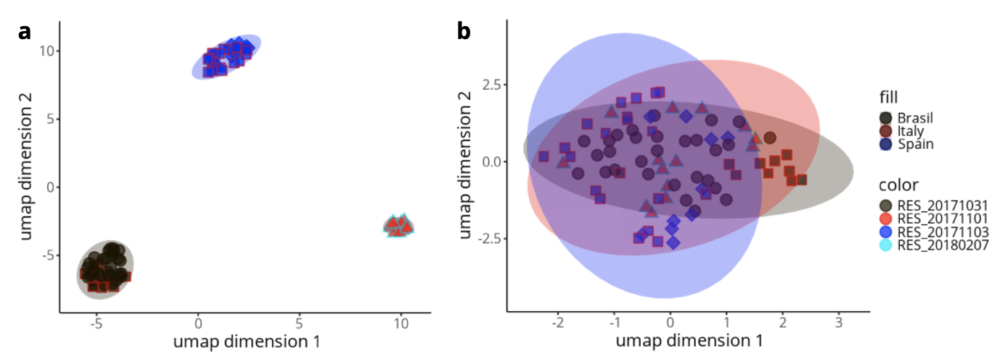 a
10
5
0
-5
-5
0
5
10
umap dimension 1
umap dimension 2
b
2.5
0.0
-2.5
-2
-1
0
1
2
3
umap dimension 1
umap dimension 2
fill
Brasil
Italy
Spain
color
RES_20171031
RES_20171101
RES_20171103
RES_20180207